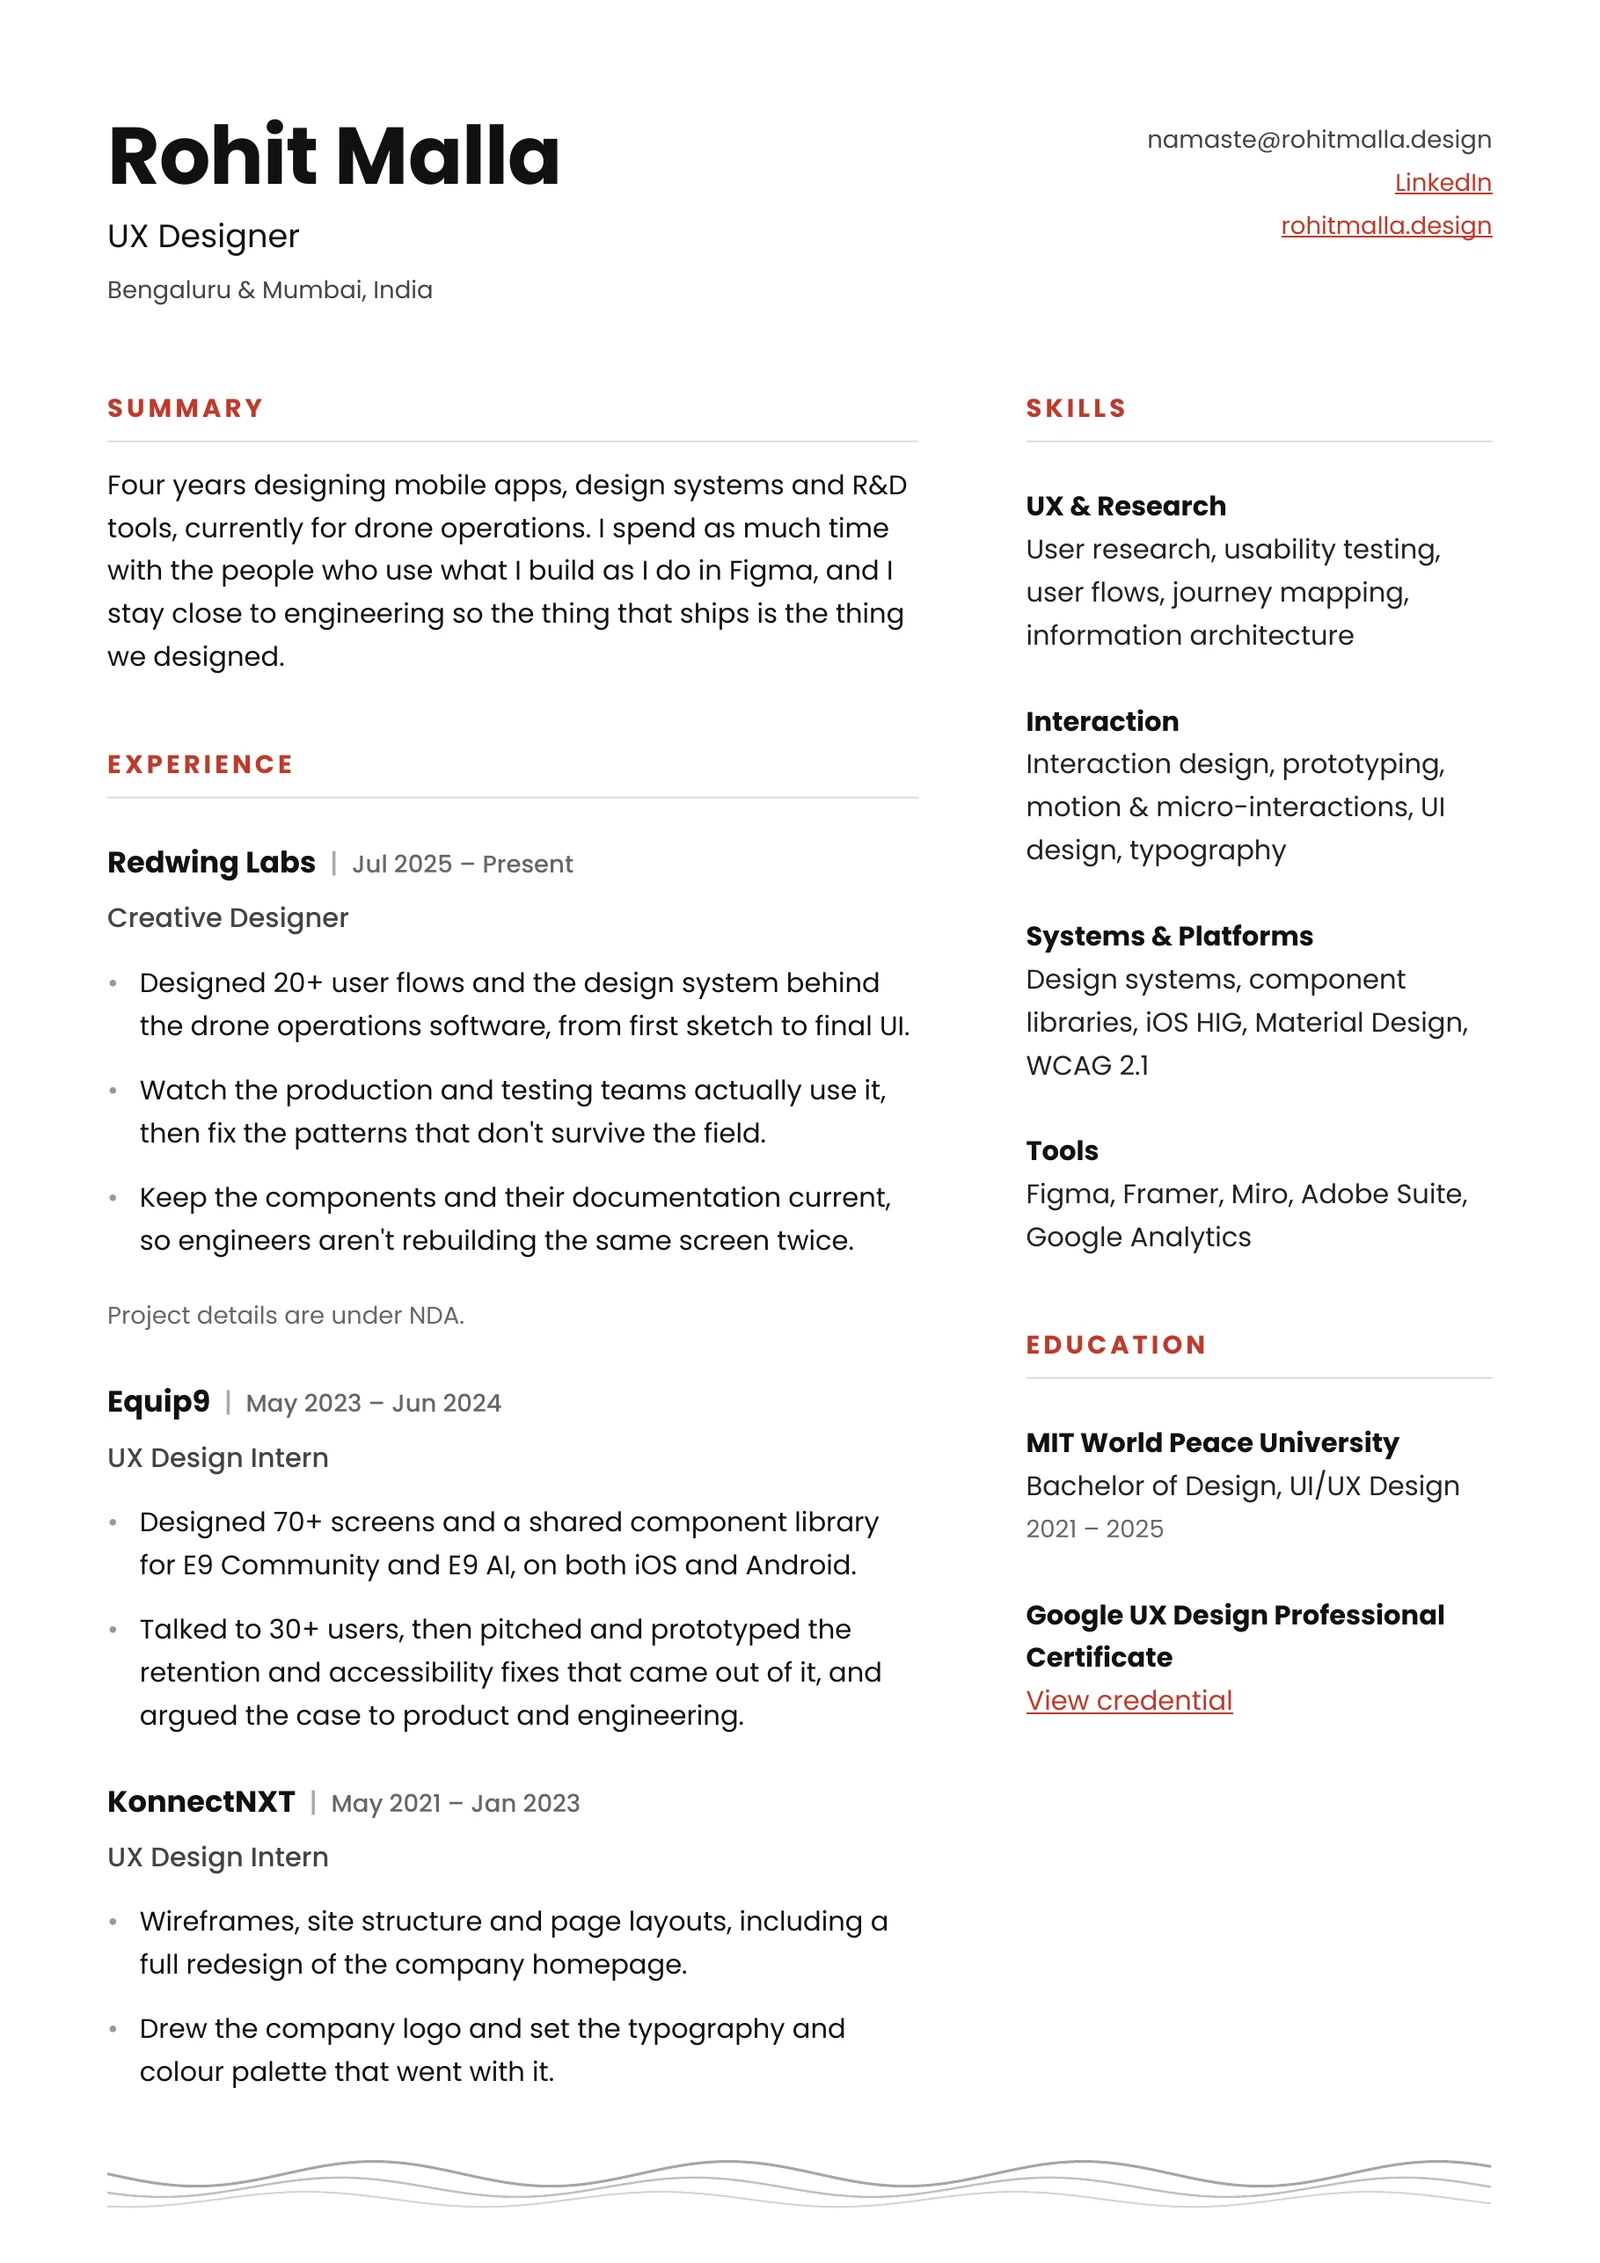 Rohit Malla
UX Designer
Bengaluru & Mumbai, India
namaste@rohitmalla.design
LinkedIn
rohitmalla.design
SUMMARY
Four years designing mobile apps, design systems and R&D
tools, currently for drone operations. I spend as much time
with the people who use what I build as I do in Figma, and I
stay close to engineering so the thing that ships is the thing
we designed.
EXPERIENCE
Redwing Labs | Jul 2025 – Present
Creative Designer
• Designed 20+ user flows and the design system behind
the drone operations software, from first sketch to final UI.
• Watch the production and testing teams actually use it,
then fix the patterns that don't survive the field.
• Keep the components and their documentation current,
so engineers aren't rebuilding the same screen twice.
Project details are under NDA.
Equip9 | May 2023 – Jun 2024
UX Design Intern
• Designed 70+ screens and a shared component library
for E9 Community and E9 AI, on both iOS and Android.
• Talked to 30+ users, then pitched and prototyped the
retention and accessibility fixes that came out of it, and
argued the case to product and engineering.
KonnectNXT | May 2021 – Jan 2023
UX Design Intern
• Wireframes, site structure and page layouts, including a
full redesign of the company homepage.
• Drew the company logo and set the typography and
colour palette that went with it.
SKILLS
UX & Research
User research, usability testing,
user flows, journey mapping,
information architecture
Interaction
Interaction design, prototyping,
motion & micro-interactions, UI
design, typography
Systems & Platforms
Design systems, component
libraries, iOS HIG, Material Design,
WCAG 2.1
Tools
Figma, Framer, Miro, Adobe Suite,
Google Analytics
EDUCATION
MIT World Peace University
Bachelor of Design, UI/UX Design
2021 – 2025
Google UX Design Professional
Certificate
View credential